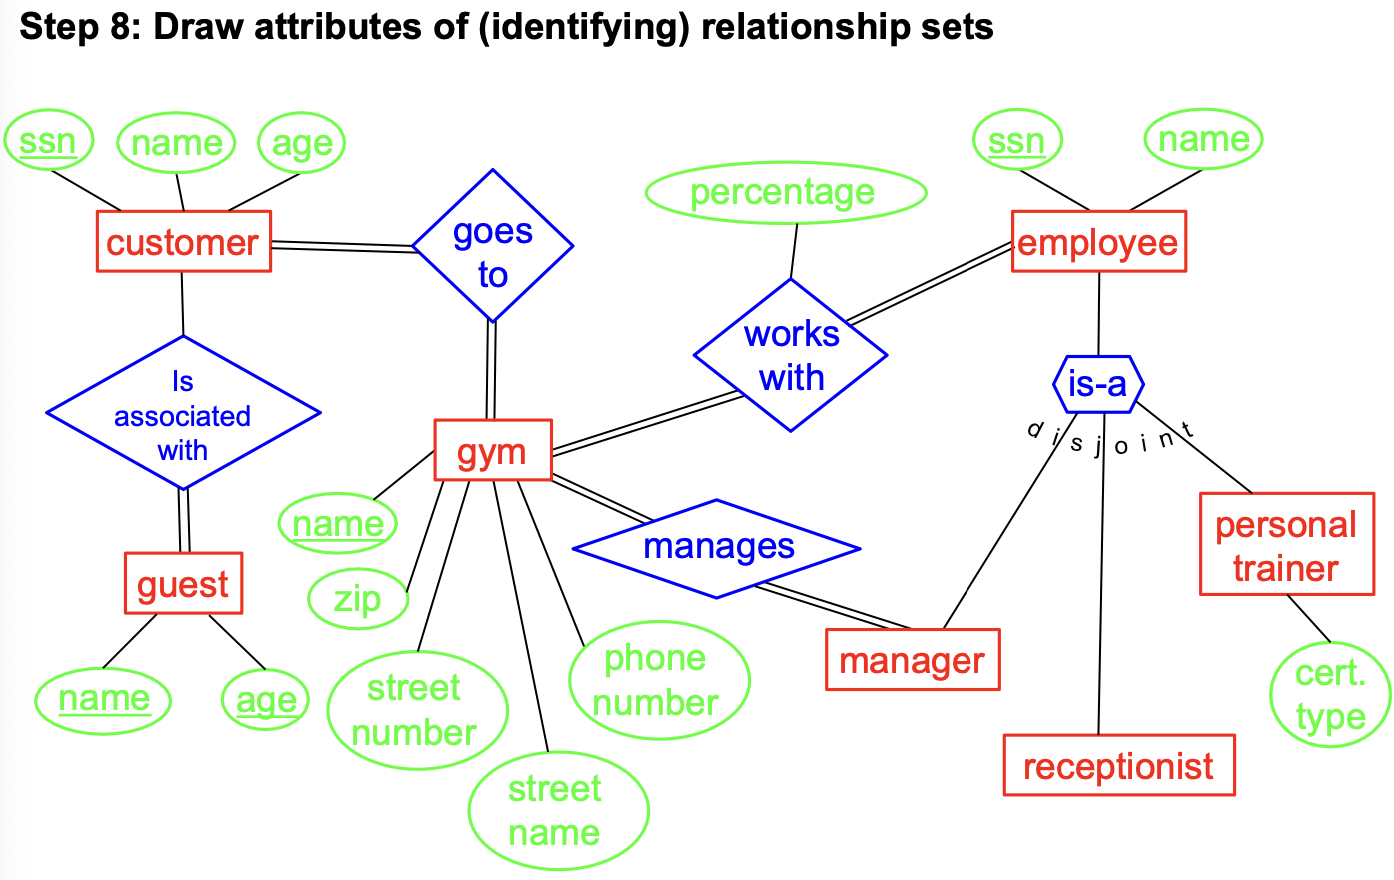 Step 8: Draw attributes of (identifying) relationship sets
ssn
name
age
customer
goes
to
percentage
ssn
name
employee
works
with
is-a
disjoint
Is
associated
with
gym
name
zip
street
number
street
name
phone
number
manages
manager
personal
trainer
cert.
type
receptionist
guest
name
age